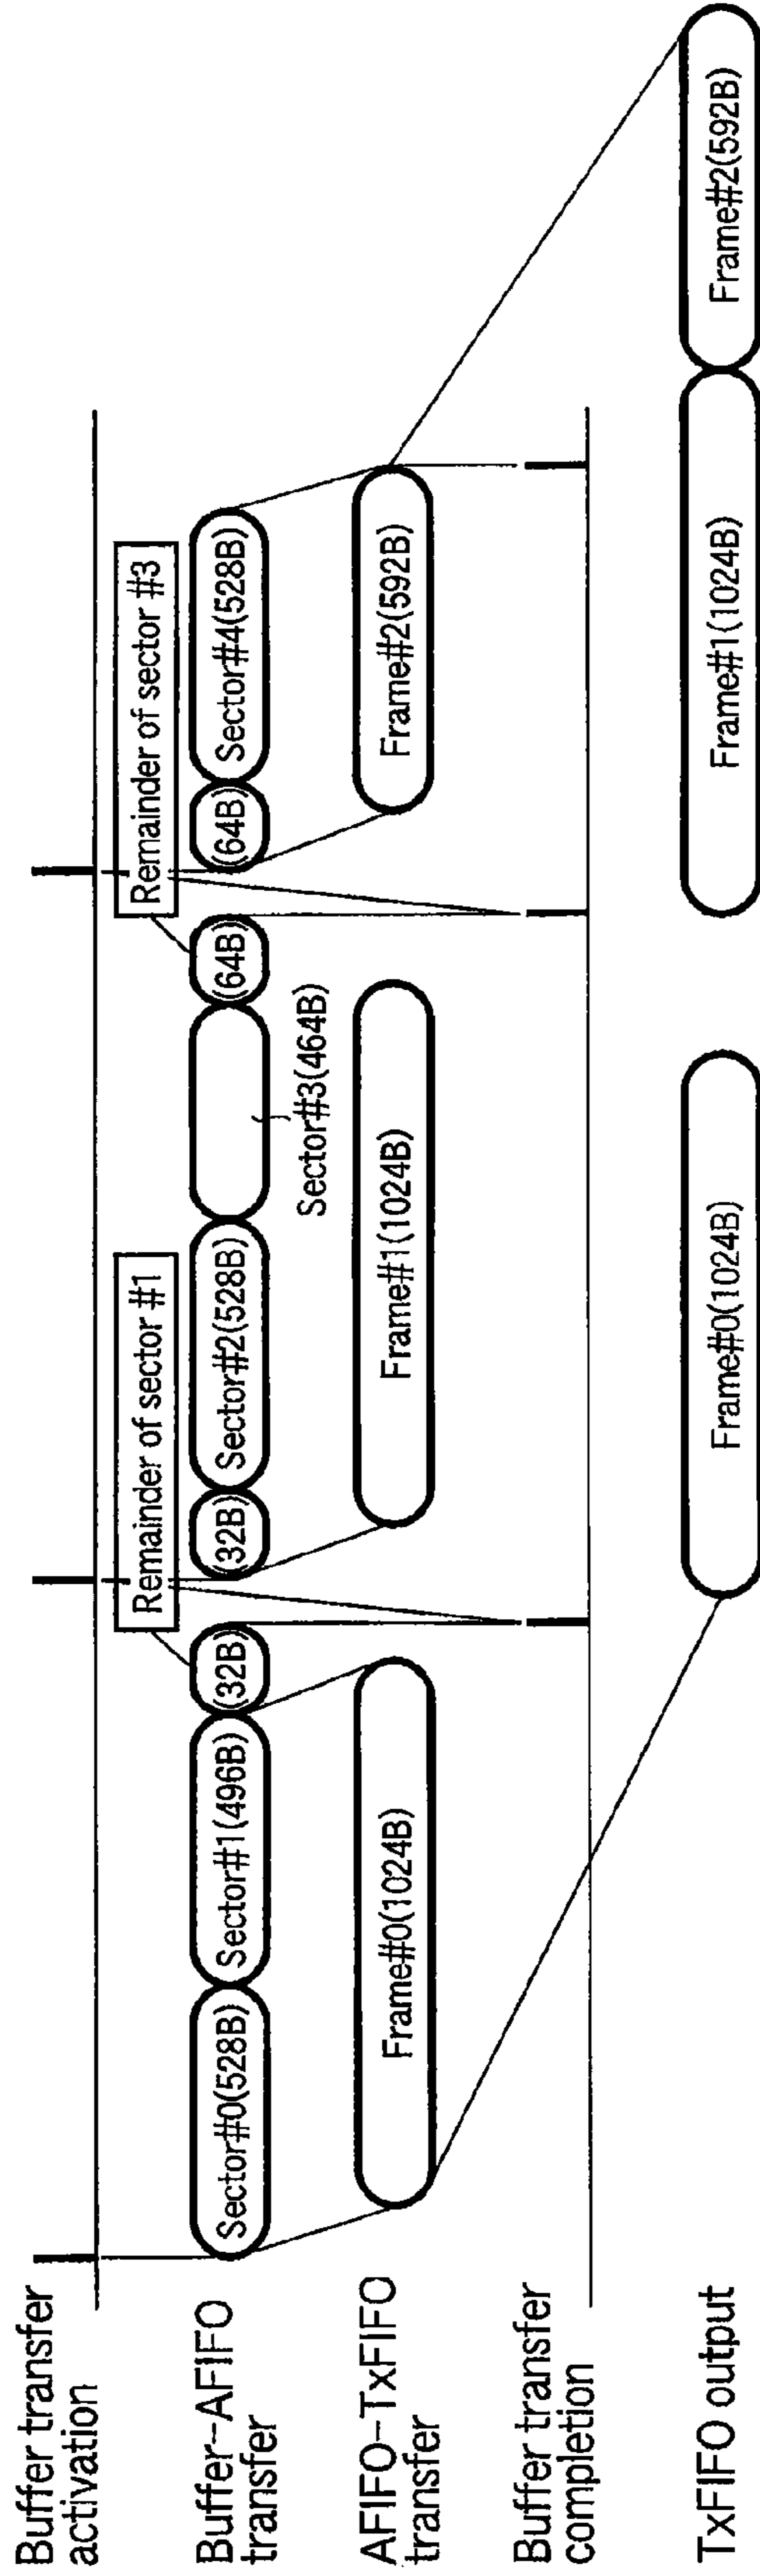 Buffer transfer
activation
Remainder of sector #1
Remainder of sector #3
Buffer-AFIFO
transfer
Sector#0(528B)
Sector#1(496B)
(32B)
(32B)
Sector#2(528B)
Sector#3(464B)
(64B)
(64B)
Sector#4(528B)
AFIFO-TxFIFO
transfer
Frame#0(1024B)
Frame#1(1024B)
Frame#2(592B)
Buffer transfer
completion
TxFIFO output
Frame#0(1024B)
Frame#1(1024B)
Frame#2(592B)